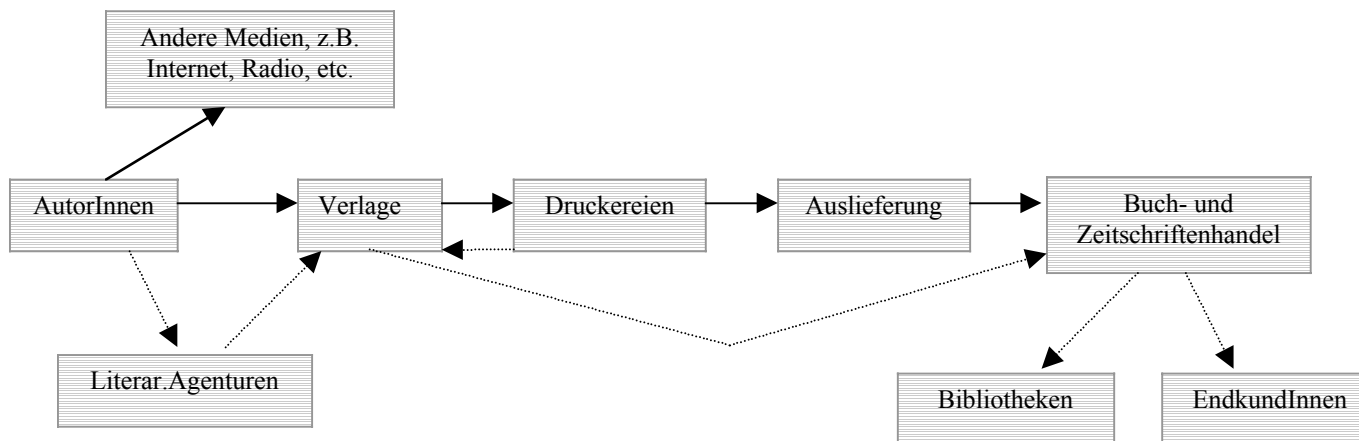 Andere Medien, z.B.
Internet, Radio, etc.
AutorInnen
Verlage
Druckereien
Auslieferung
Buch- und
Zeitschriftenhandel
Literar.Agenturen
Bibliotheken
EndkundInnen